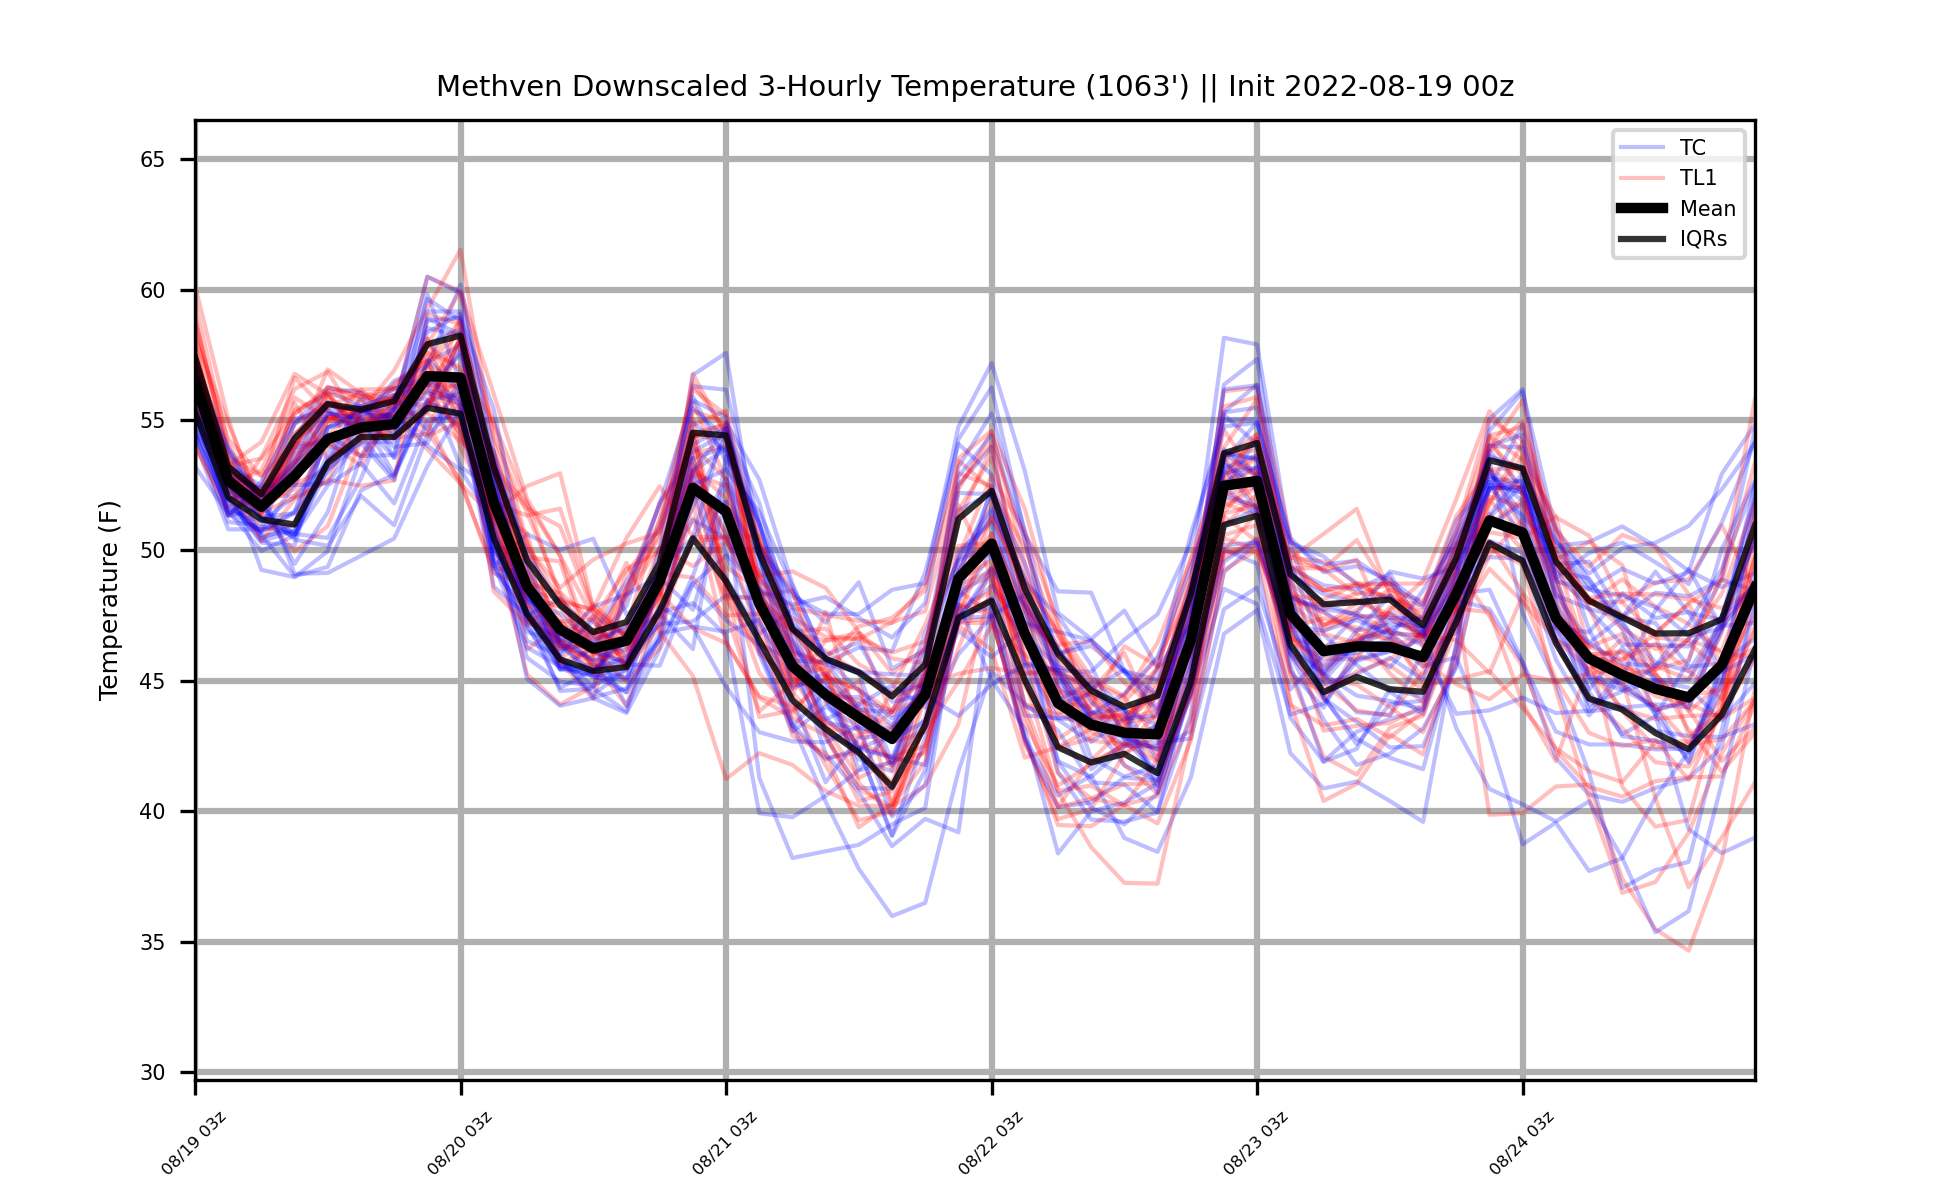 Methven Downscaled 3-Hourly Temperature (1063') || Init 2022-08-19 00z
TC
TL1
Mean
IQRs
Temperature (F)
65
60
55
50
45
40
35
30
08/19 03z
08/20 03z
08/21 03z
08/22 03z
08/23 03z
08/24 03z